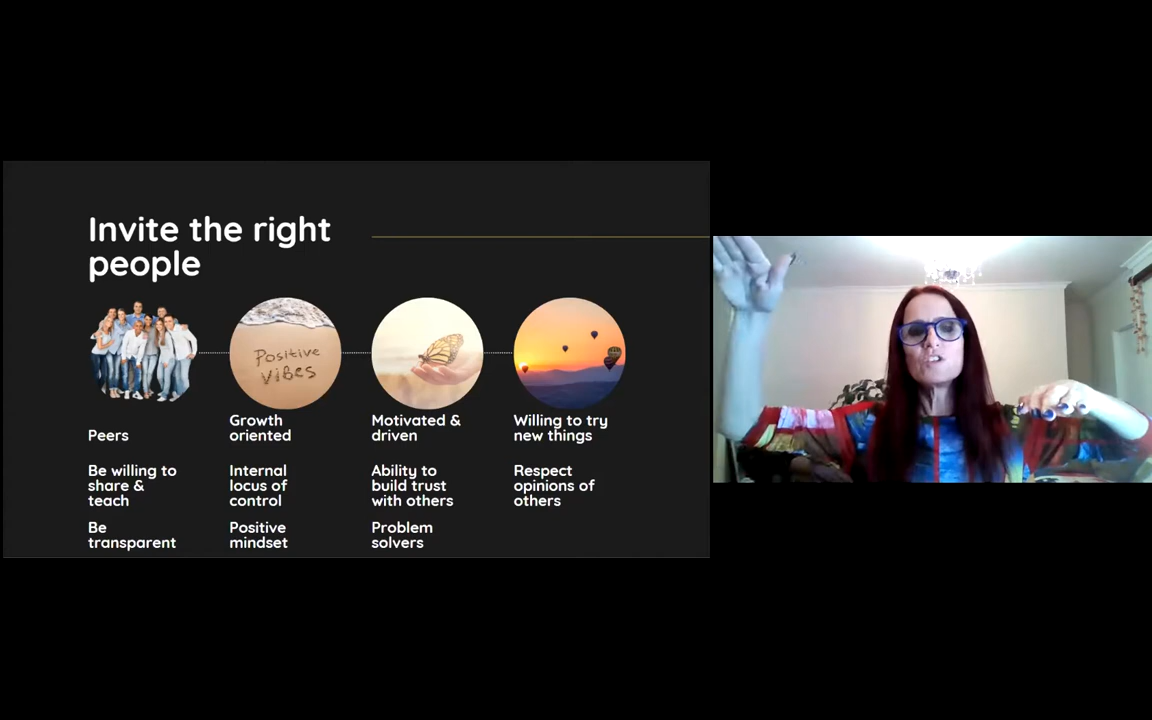 Invite the right
people
Positive
Vibes
Peers
Growth
oriented
Motivated &
driven
Willing to try
new things
Be willing to
share &
teach
Internal
locus of
control
Ability to
build trust
with others
Respect
opinions of
others
Be
transparent
Positive
mindset
Problem
solvers